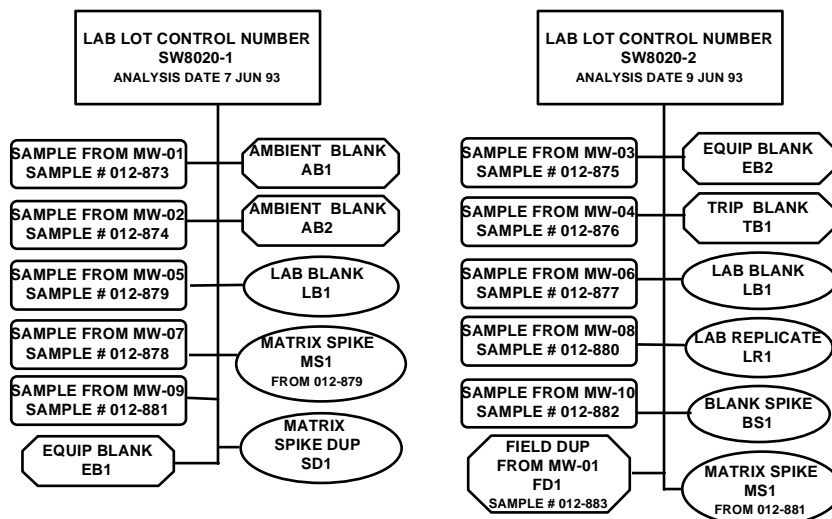 LAB LOT CONTROL NUMBER
SW8020-1
ANALYSIS DATE 7 JUN 93
SAMPLE FROM MW-01
SAMPLE # 012-873
AMBIENT BLANK
AB1
SAMPLE FROM MW-02
SAMPLE # 012-874
AMBIENT BLANK
AB2
SAMPLE FROM MW-05
SAMPLE # 012-879
LAB BLANK
LB1
SAMPLE FROM MW-07
SAMPLE # 012-878
MATRIX SPIKE
MS1
FROM 012-879
SAMPLE FROM MW-09
SAMPLE # 012-881
MATRIX
SPIKE DUP
SD1
EQUIP BLANK
EB1
LAB LOT CONTROL NUMBER
SW8020-2
ANALYSIS DATE 9 JUN 93
SAMPLE FROM MW-03
SAMPLE # 012-875
EQUIP BLANK
EB2
SAMPLE FROM MW-04
SAMPLE # 012-876
TRIP BLANK
TB1
SAMPLE FROM MW-06
SAMPLE # 012-877
LAB BLANK
LB1
SAMPLE FROM MW-08
SAMPLE # 012-880
LAB REPLICATE
LR1
SAMPLE FROM MW-10
SAMPLE # 012-882
BLANK SPIKE
BS1
FIELD DUP
FROM MW-01
FD1
SAMPLE # 012-883
MATRIX SPIKE
MS1
FROM 012-881